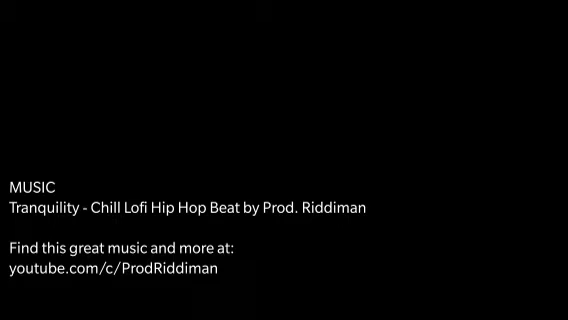 MUSIC
Tranquility - Chill Lofi Hip Hop Beat by Prod. Riddiman
Find this great music and more at:
youtube.com/c/ProdRiddiman